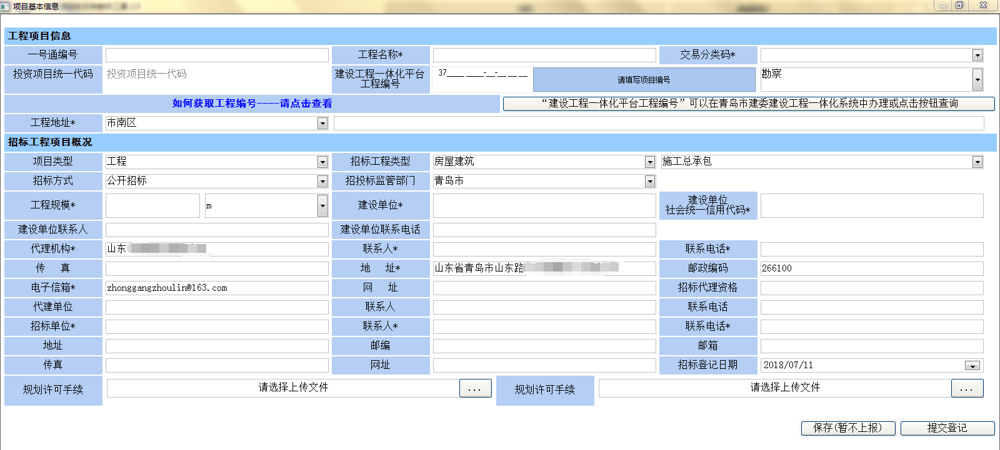 项目基本信息
工程项目信息
一号通编号 工程名称* 交易分类码*
投资项目统一代码 投资项目统一代码 建设工程一体化平台工程编号 37____ ____-__-__ __ __ 请填写项目编号 勘察
如何获取工程编号----请点击查看 “建设工程一体化平台工程编号”可以在青岛市建委建设工程一体化系统中办理或点击按钮查询
工程地址* 市南区
招标工程项目概况
项目类型 工程 招标工程类型 房屋建筑 施工总承包
招标方式 公开招标 招投标监管部门 青岛市
工程规模* m 建设单位* 建设单位社会统一信用代码*
建设单位联系人 建设单位联系电话
代理机构* 山东 联系人* 联系电话*
传 真 地 址* 山东省青岛市山东路 邮政编码 266100
电子信箱* zhonggangzhoulin@163.com 网 址 招标代理资格
代建单位 联系人 联系电话
招标单位* 联系人* 联系电话*
地址 邮编 邮箱
传真 网址 招标登记日期 2018/07/11
规划许可手续 请选择上传文件 ... 规划许可手续 请选择上传文件 ...
保存(暂不上报) 提交登记